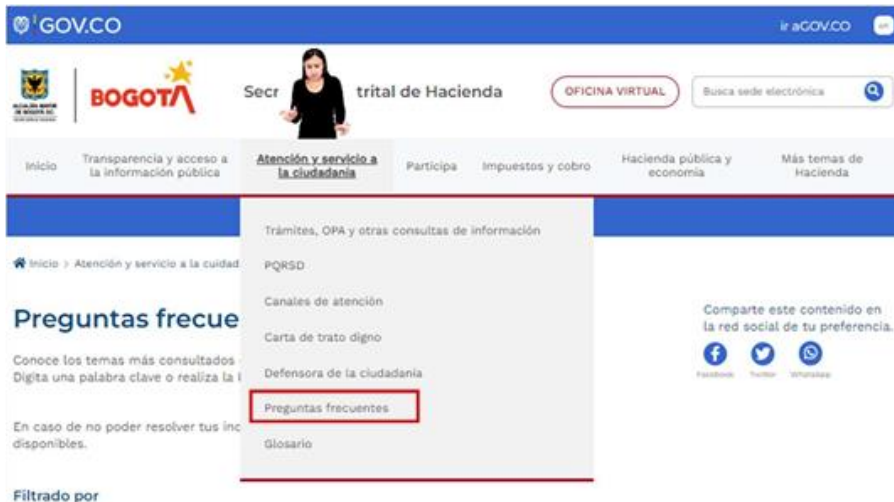 GOV.CO
ir a GOV.CO
BOGOTÁ
Secr trital de Hacienda
OFICINA VIRTUAL
Busca sede electrónica
Inicio
Transparencia y acceso a
la información pública
Atención y servicio a
la ciudadanía
Participa
Impuestos y cobro
Hacienda pública y
economía
Más temas de
Hacienda
Trámites, OPA y otras consultas de información
PQRSD
Canales de atención
Carta de trato digno
Defensora de la ciudadanía
Preguntas frecuentes
Glosario
Inicio > Atención y servicio a la cuidad
Preguntas frecue
Conoce los temas más consultados
Digita una palabra clave o realiza la
En caso de no poder resolver tus inc
disponibles.
Filtrado por
Comparte este contenido en
la red social de tu preferencia.
Facebook Twitter WhatsApp